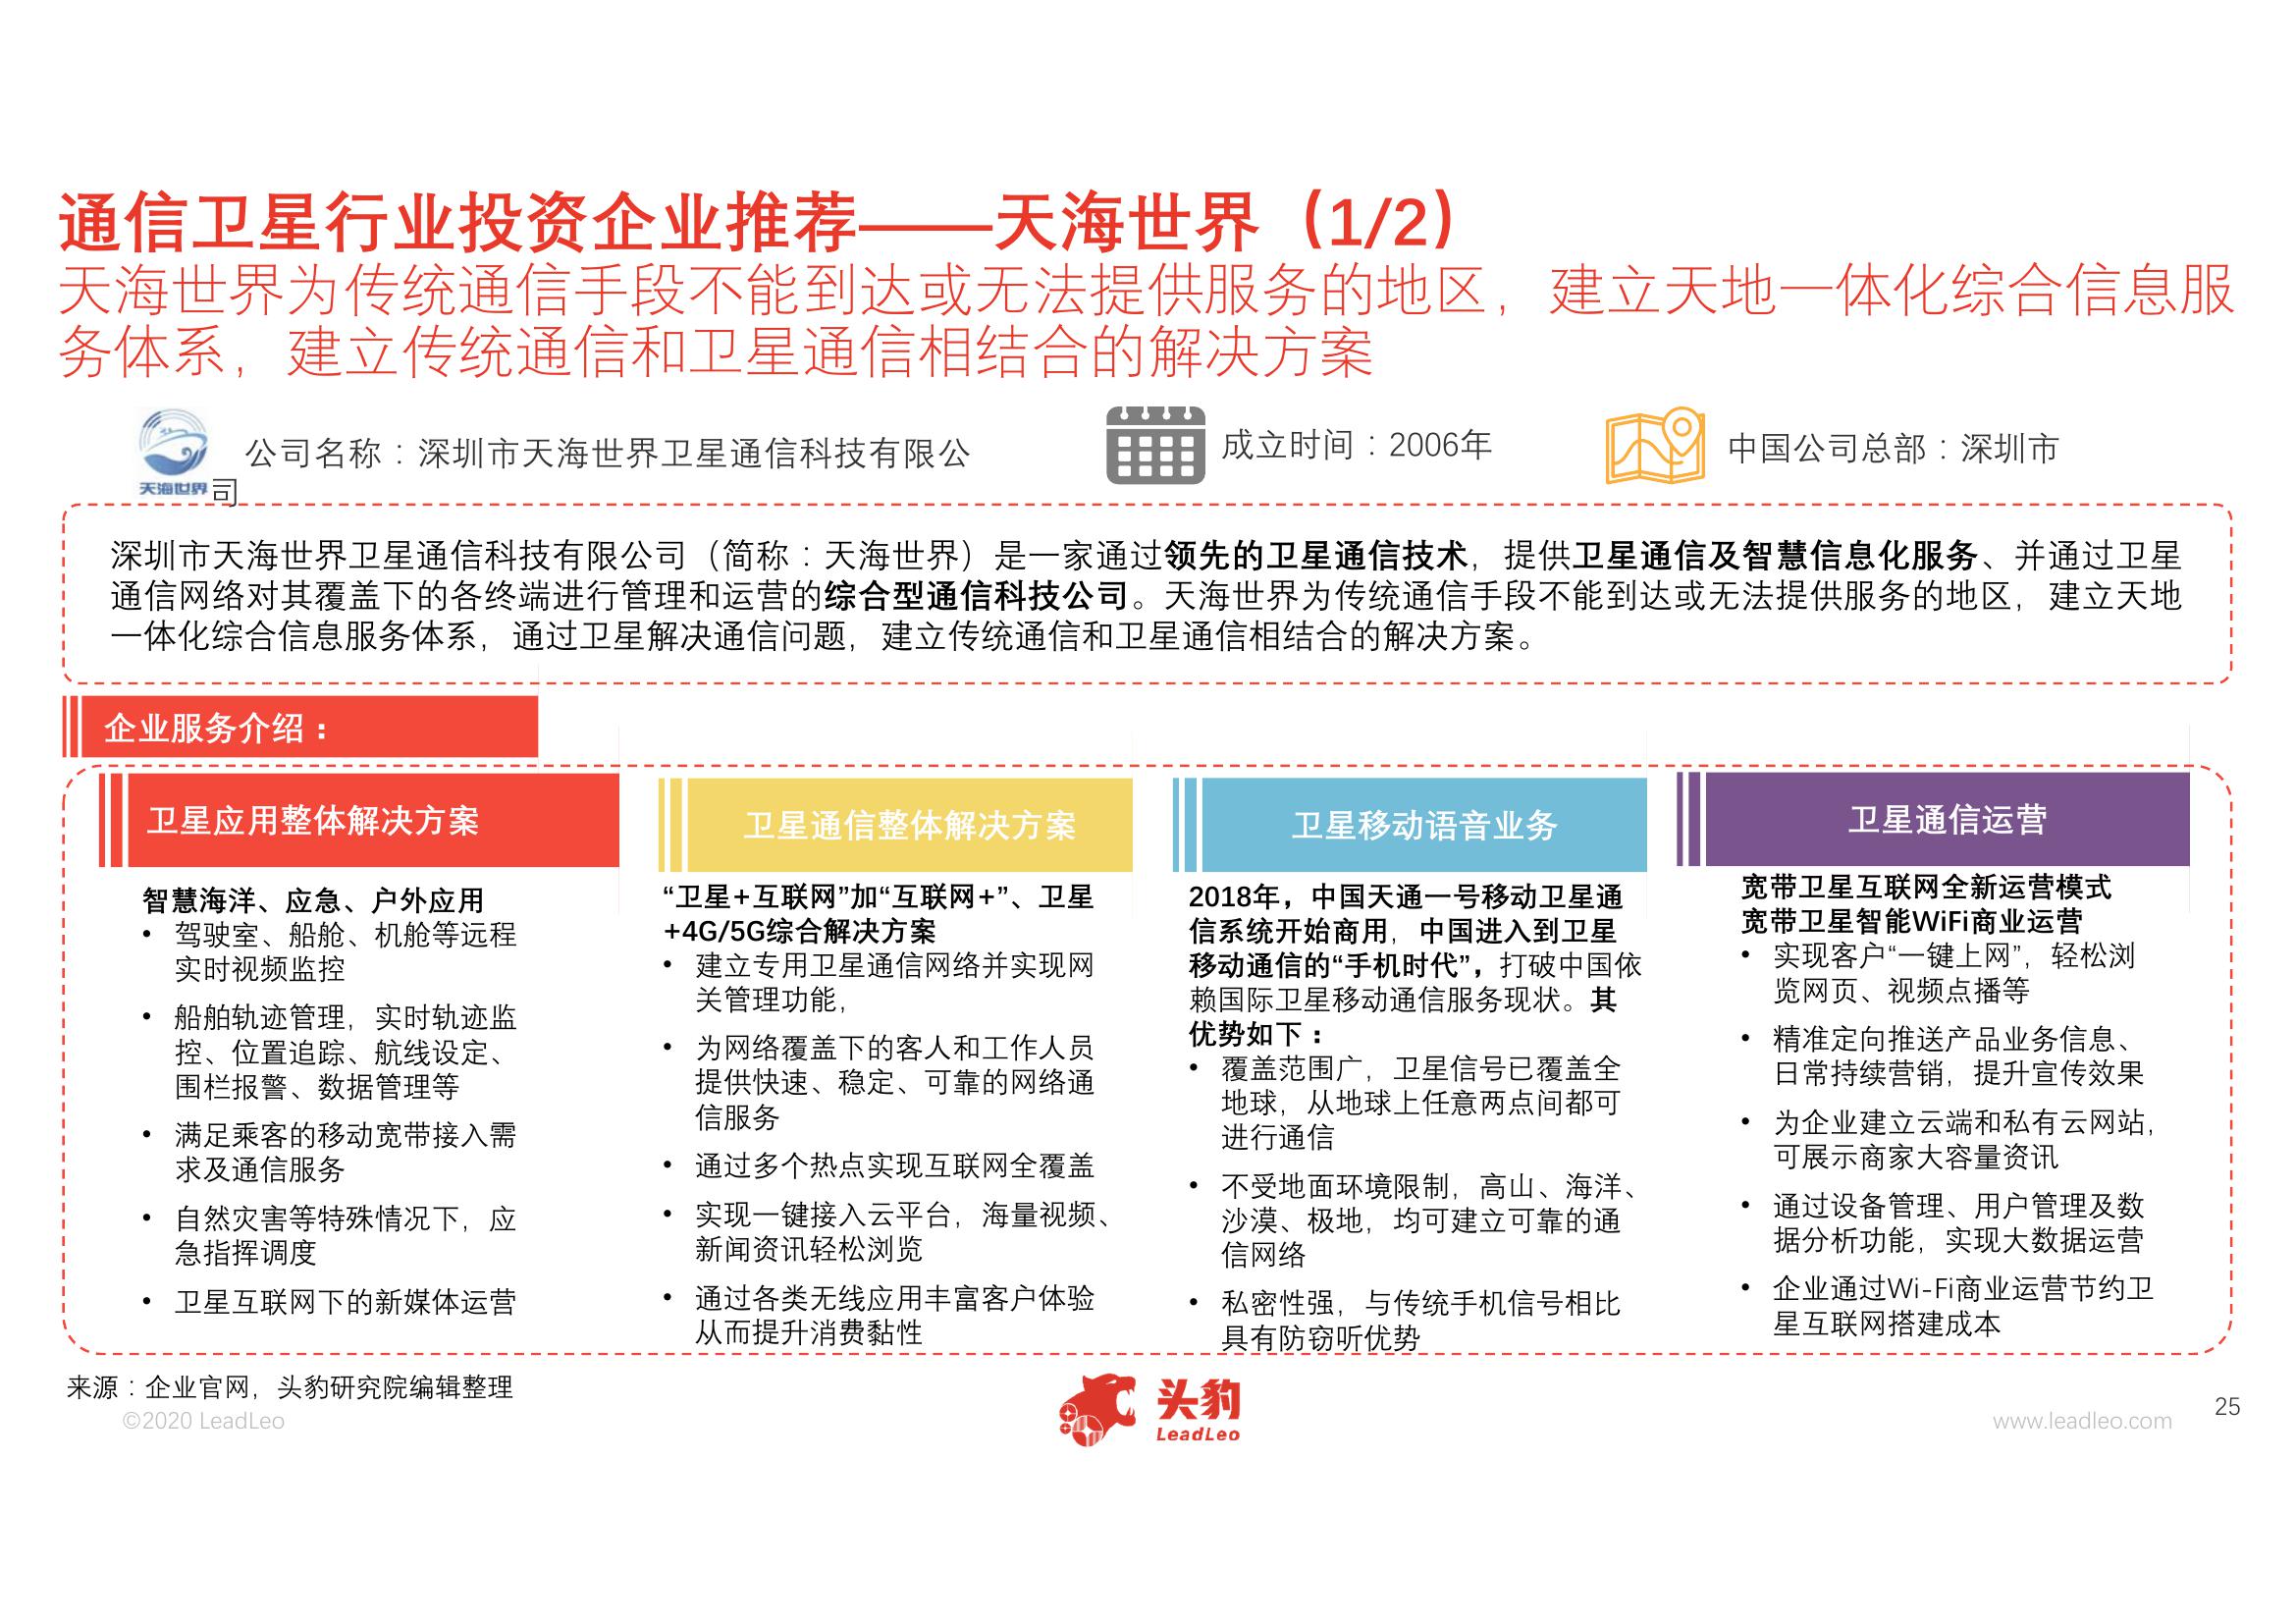 通信卫星行业投资企业推荐——天海世界（1/2）
天海世界为传统通信手段不能到达或无法提供服务的地区，建立天地一体化综合信息服
务体系，建立传统通信和卫星通信相结合的解决方案
天海世界
公司名称：深圳市天海世界卫星通信科技有限公
司
成立时间：2006年
中国公司总部：深圳市
深圳市天海世界卫星通信科技有限公司（简称：天海世界）是一家通过领先的卫星通信技术，提供卫星通信及智慧信息化服务、并通过卫星
通信网络对其覆盖下的各终端进行管理和运营的综合型通信科技公司。天海世界为传统通信手段不能到达或无法提供服务的地区，建立天地
一体化综合信息服务体系，通过卫星解决通信问题，建立传统通信和卫星通信相结合的解决方案。
企业服务介绍：
卫星应用整体解决方案
智慧海洋、应急、户外应用
• 驾驶室、船舱、机舱等远程
实时视频监控
• 船舶轨迹管理，实时轨迹监
控、位置追踪、航线设定、
围栏报警、数据管理等
• 满足乘客的移动宽带接入需
求及通信服务
• 自然灾害等特殊情况下，应
急指挥调度
• 卫星互联网下的新媒体运营
卫星通信整体解决方案
“卫星+互联网”加“互联网+”、卫星
+4G/5G综合解决方案
• 建立专用卫星通信网络并实现网
关管理功能，
• 为网络覆盖下的客人和工作人员
提供快速、稳定、可靠的网络通
信服务
• 通过多个热点实现互联网全覆盖
• 实现一键接入云平台，海量视频、
新闻资讯轻松浏览
• 通过各类无线应用丰富客户体验
从而提升消费黏性
卫星移动语音业务
2018年，中国天通一号移动卫星通
信系统开始商用，中国进入到卫星
移动通信的“手机时代”，打破中国依
赖国际卫星移动通信服务现状。其
优势如下：
• 覆盖范围广，卫星信号已覆盖全
地球，从地球上任意两点间都可
进行通信
• 不受地面环境限制，高山、海洋、
沙漠、极地，均可建立可靠的通
信网络
• 私密性强，与传统手机信号相比
具有防窃听优势
卫星通信运营
宽带卫星互联网全新运营模式
宽带卫星智能WiFi商业运营
• 实现客户“一键上网”，轻松浏
览网页、视频点播等
• 精准定向推送产品业务信息、
日常持续营销，提升宣传效果
• 为企业建立云端和私有云网站，
可展示商家大容量资讯
• 通过设备管理、用户管理及数
据分析功能，实现大数据运营
• 企业通过Wi-Fi商业运营节约卫
星互联网搭建成本
来源：企业官网，头豹研究院编辑整理
©2020 LeadLeo
头豹
LeadLeo
www.leadleo.com
25